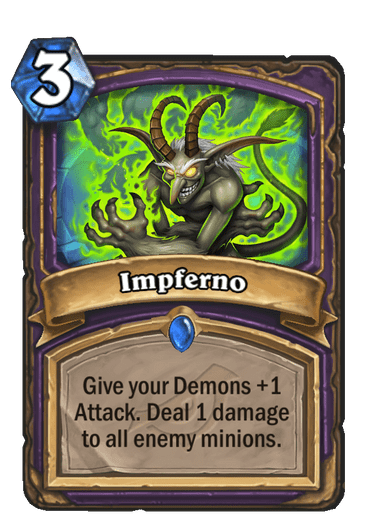 3
Impferno
Give your Demons +1
Attack. Deal 1 damage
to all enemy minions.